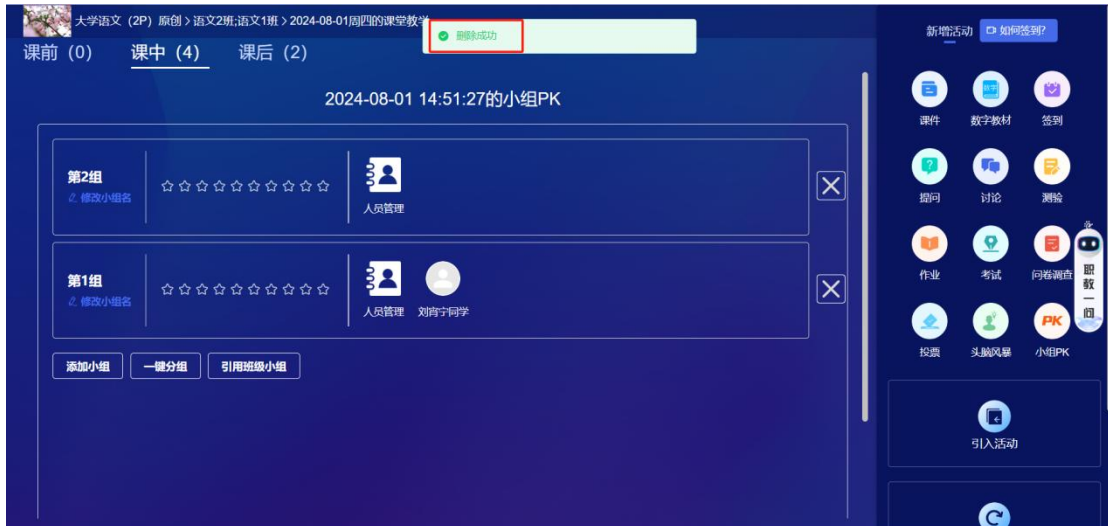 大学语文（2P）原创 > 语文2班;语文1班 > 2024-08-01周四的课堂教学
删除成功
课前（0） 课中（4） 课后（2）
2024-08-01 14:51:27的小组PK
第2组
修改小组名
人员管理
第1组
修改小组名
人员管理 刘宵宁同学
添加小组 一键分组 引用班级小组
新增活动 如何签到?
课件 数字教材 签到
提问 讨论 测验
作业 考试 问卷调查
投票 头脑风暴 小组PK
引入活动
职教一问
数字
PK